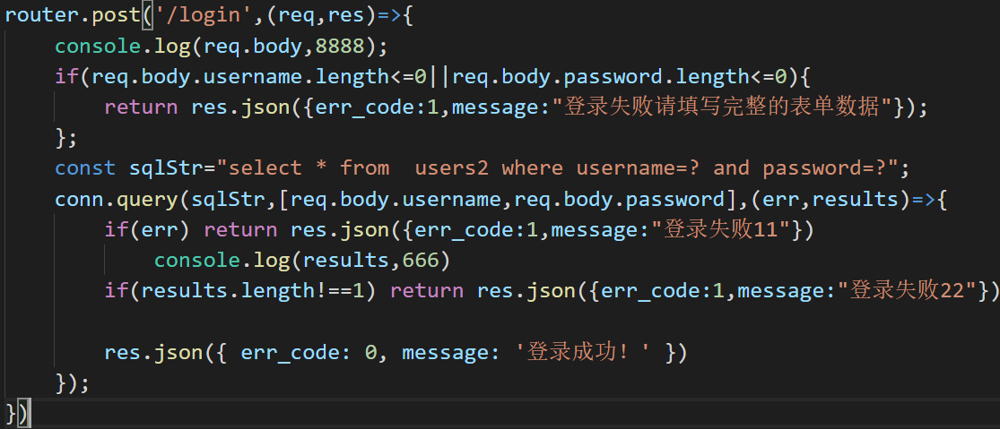 router.post('/login',(req,res)=>{
    console.log(req.body,8888);
    if(req.body.username.length<=0||req.body.password.length<=0){
        return res.json({err_code:1,message:"登录失败请填写完整的表单数据"});
    };
    const sqlStr="select * from  users2 where username=? and password=?";
    conn.query(sqlStr,[req.body.username,req.body.password],(err,results)=>{
        if(err) return res.json({err_code:1,message:"登录失败11"})
            console.log(results,666)
        if(results.length!==1) return res.json({err_code:1,message:"登录失败22"})
        res.json({ err_code: 0, message: '登录成功！' })
    });
})